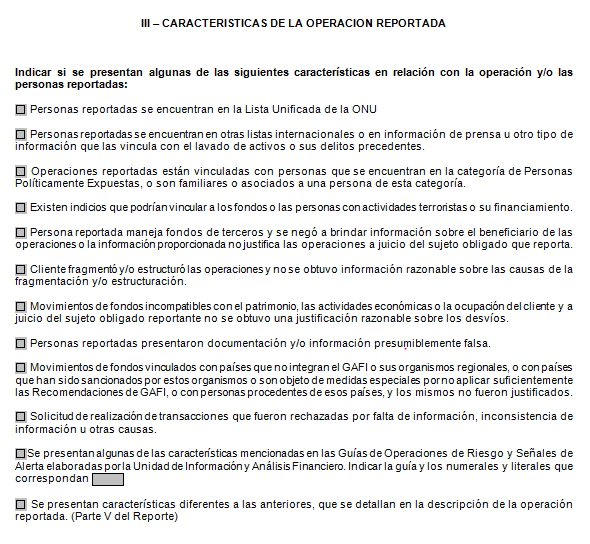 III – CARACTERISTICAS DE LA OPERACION REPORTADA
Indicar si se presentan algunas de las siguientes características en relación con la operación y/o las
personas reportadas:
Personas reportadas se encuentran en la Lista Unificada de la ONU
Personas reportadas se encuentran en otras listas internacionales o en información de prensa u otro tipo de
información que las vincula con el lavado de activos o sus delitos precedentes.
Operaciones reportadas están vinculadas con personas que se encuentran en la categoría de Personas
Políticamente Expuestas, o son familiares o asociados a una persona de esta categoría.
Existen indicios que podrían vincular a los fondos o las personas con actividades terroristas o su financiamiento.
Persona reportada maneja fondos de terceros y se negó a brindar información sobre el beneficiario de las
operaciones o la información proporcionada no justifica las operaciones a juicio del sujeto obligado que reporta.
Cliente fragmentó y/o estructuró las operaciones y no se obtuvo información razonable sobre las causas de la
fragmentación y/o estructuración.
Movimientos de fondos incompatibles con el patrimonio, las actividades económicas o la ocupación del cliente y a
juicio del sujeto obligado reportante no se obtuvo una justificación razonable sobre los desvíos.
Personas reportadas presentaron documentación y/o información presumiblemente falsa.
Movimientos de fondos vinculados con países que no integran el GAFI o sus organismos regionales, o con países
que han sido sancionados por estos organismos o son objeto de medidas especiales por no aplicar suficientemente
las Recomendaciones de GAFI, o con personas procedentes de esos países, y los mismos no fueron justificados.
Solicitud de realización de transacciones que fueron rechazadas por falta de información, inconsistencia de
información u otras causas.
Se presentan algunas de las características mencionadas en las Guías de Operaciones de Riesgo y Señales de
Alerta elaboradas por la Unidad de Información y Análisis Financiero. Indicar la guía y los numerales y literales que
correspondan
Se presentan características diferentes a las anteriores, que se detallan en la descripción de la operación
reportada. (Parte V del Reporte)